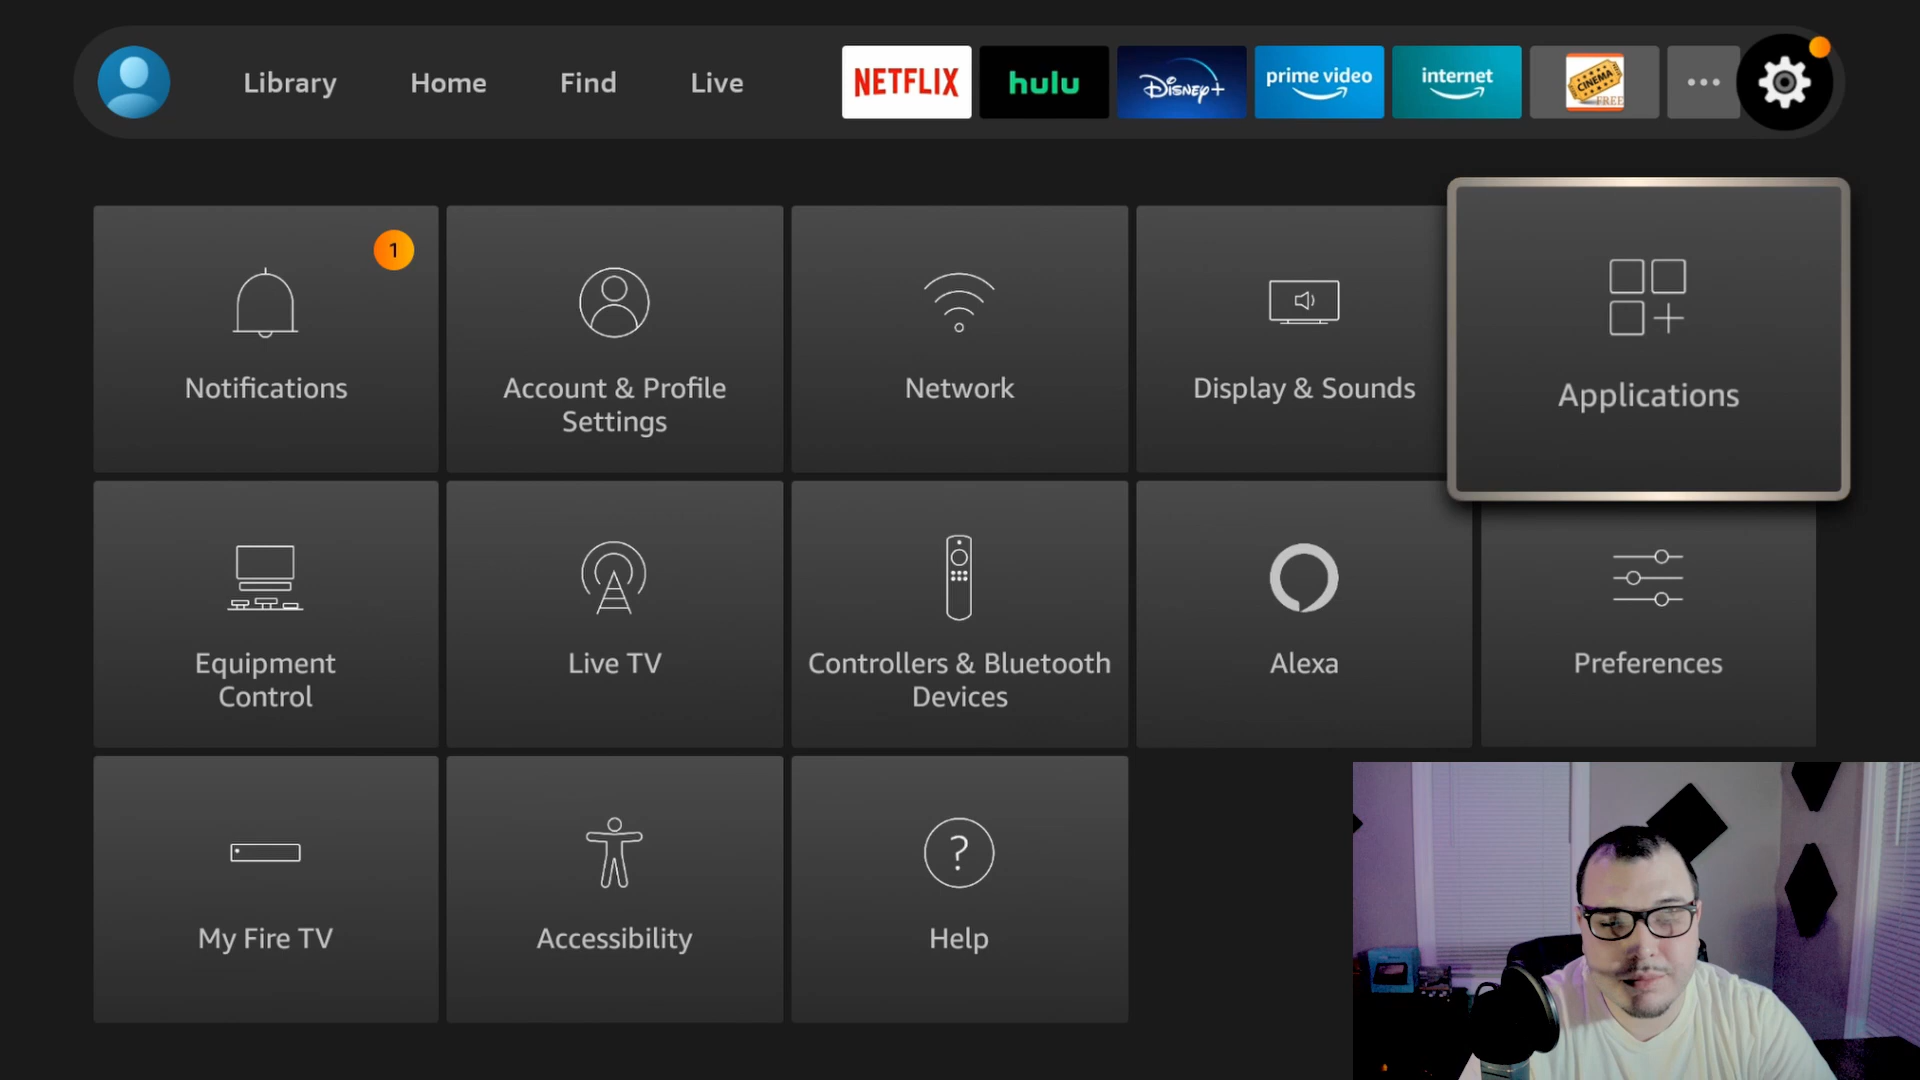 Library
Home
Find
Live
NETFLIX
hulu
Disney+
prime video
internet
CINEMA
FREE
1
Notifications
Account & Profile
Settings
Network
Display & Sounds
Applications
Equipment
Control
Live TV
Controllers & Bluetooth
Devices
Alexa
Preferences
My Fire TV
Accessibility
?
Help